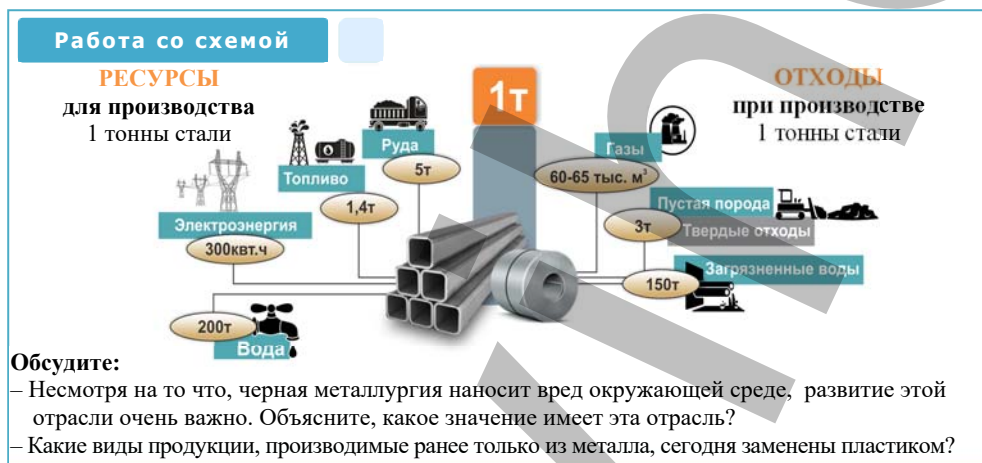 Работа со схемой
РЕСУРСЫ
для производства
1 тонны стали
1т
ОТХОДЫ
при производстве
1 тонны стали
Руда
5т
Топливо
1,4т
Электроэнергия
300квт.ч
200т
Вода
Газы
60-65 тыс. м³
Пустая порода
3т
Твердые отходы
Загрязненные воды
150т
Обсудите:
– Несмотря на то что, черная металлургия наносит вред окружающей среде, развитие этой
отрасли очень важно. Объясните, какое значение имеет эта отрасль?
– Какие виды продукции, производимые ранее только из металла, сегодня заменены пластиком?